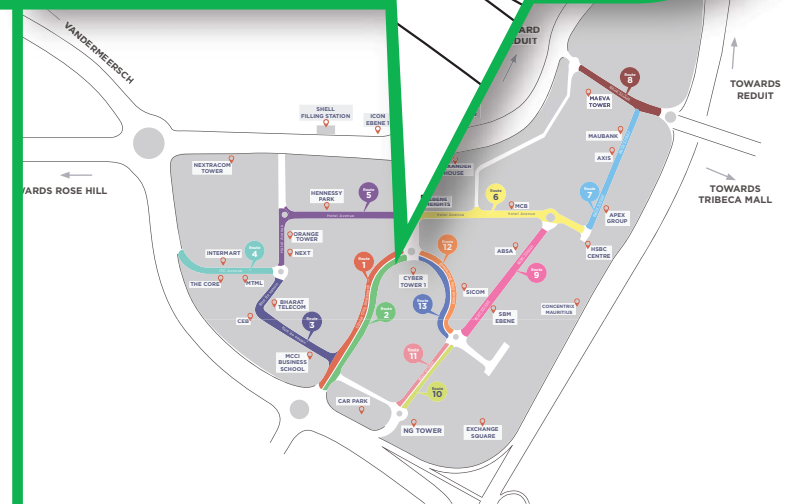 VANDERMEERSCH
DUIT
TOWARDS
REDUIT
TOWARDS
TRIBECA MALL
SHELL
FILLING STATION
ICON
EBENE
NEXTRACOM
TOWER
HENNESSY
PARK
Route
5
Hotel Avenue
HOUSE
Route
6
MCB
Route
8
MAEVA
TOWER
MAUBANK
AXIS
Route
7
APEX
GROUP
HSBC
CENTRE
ARDS ROSE HILL
ORANGE
TOWER
NEXT
INTERMART
Route
4
THE CORE
MTML
BHARAT
TELECOM
CEB
Route
3
MCCI
BUSINESS
SCHOOL
Route
1
Route
2
CYBER
TOWER 1
Route
12
Route
13
SICOM
ABSA
Route
9
SBM
EBENE
CONCENTRIX
MAURITIUS
Route
11
Route
10
CAR PARK
NG TOWER
EXCHANGE
SQUARE